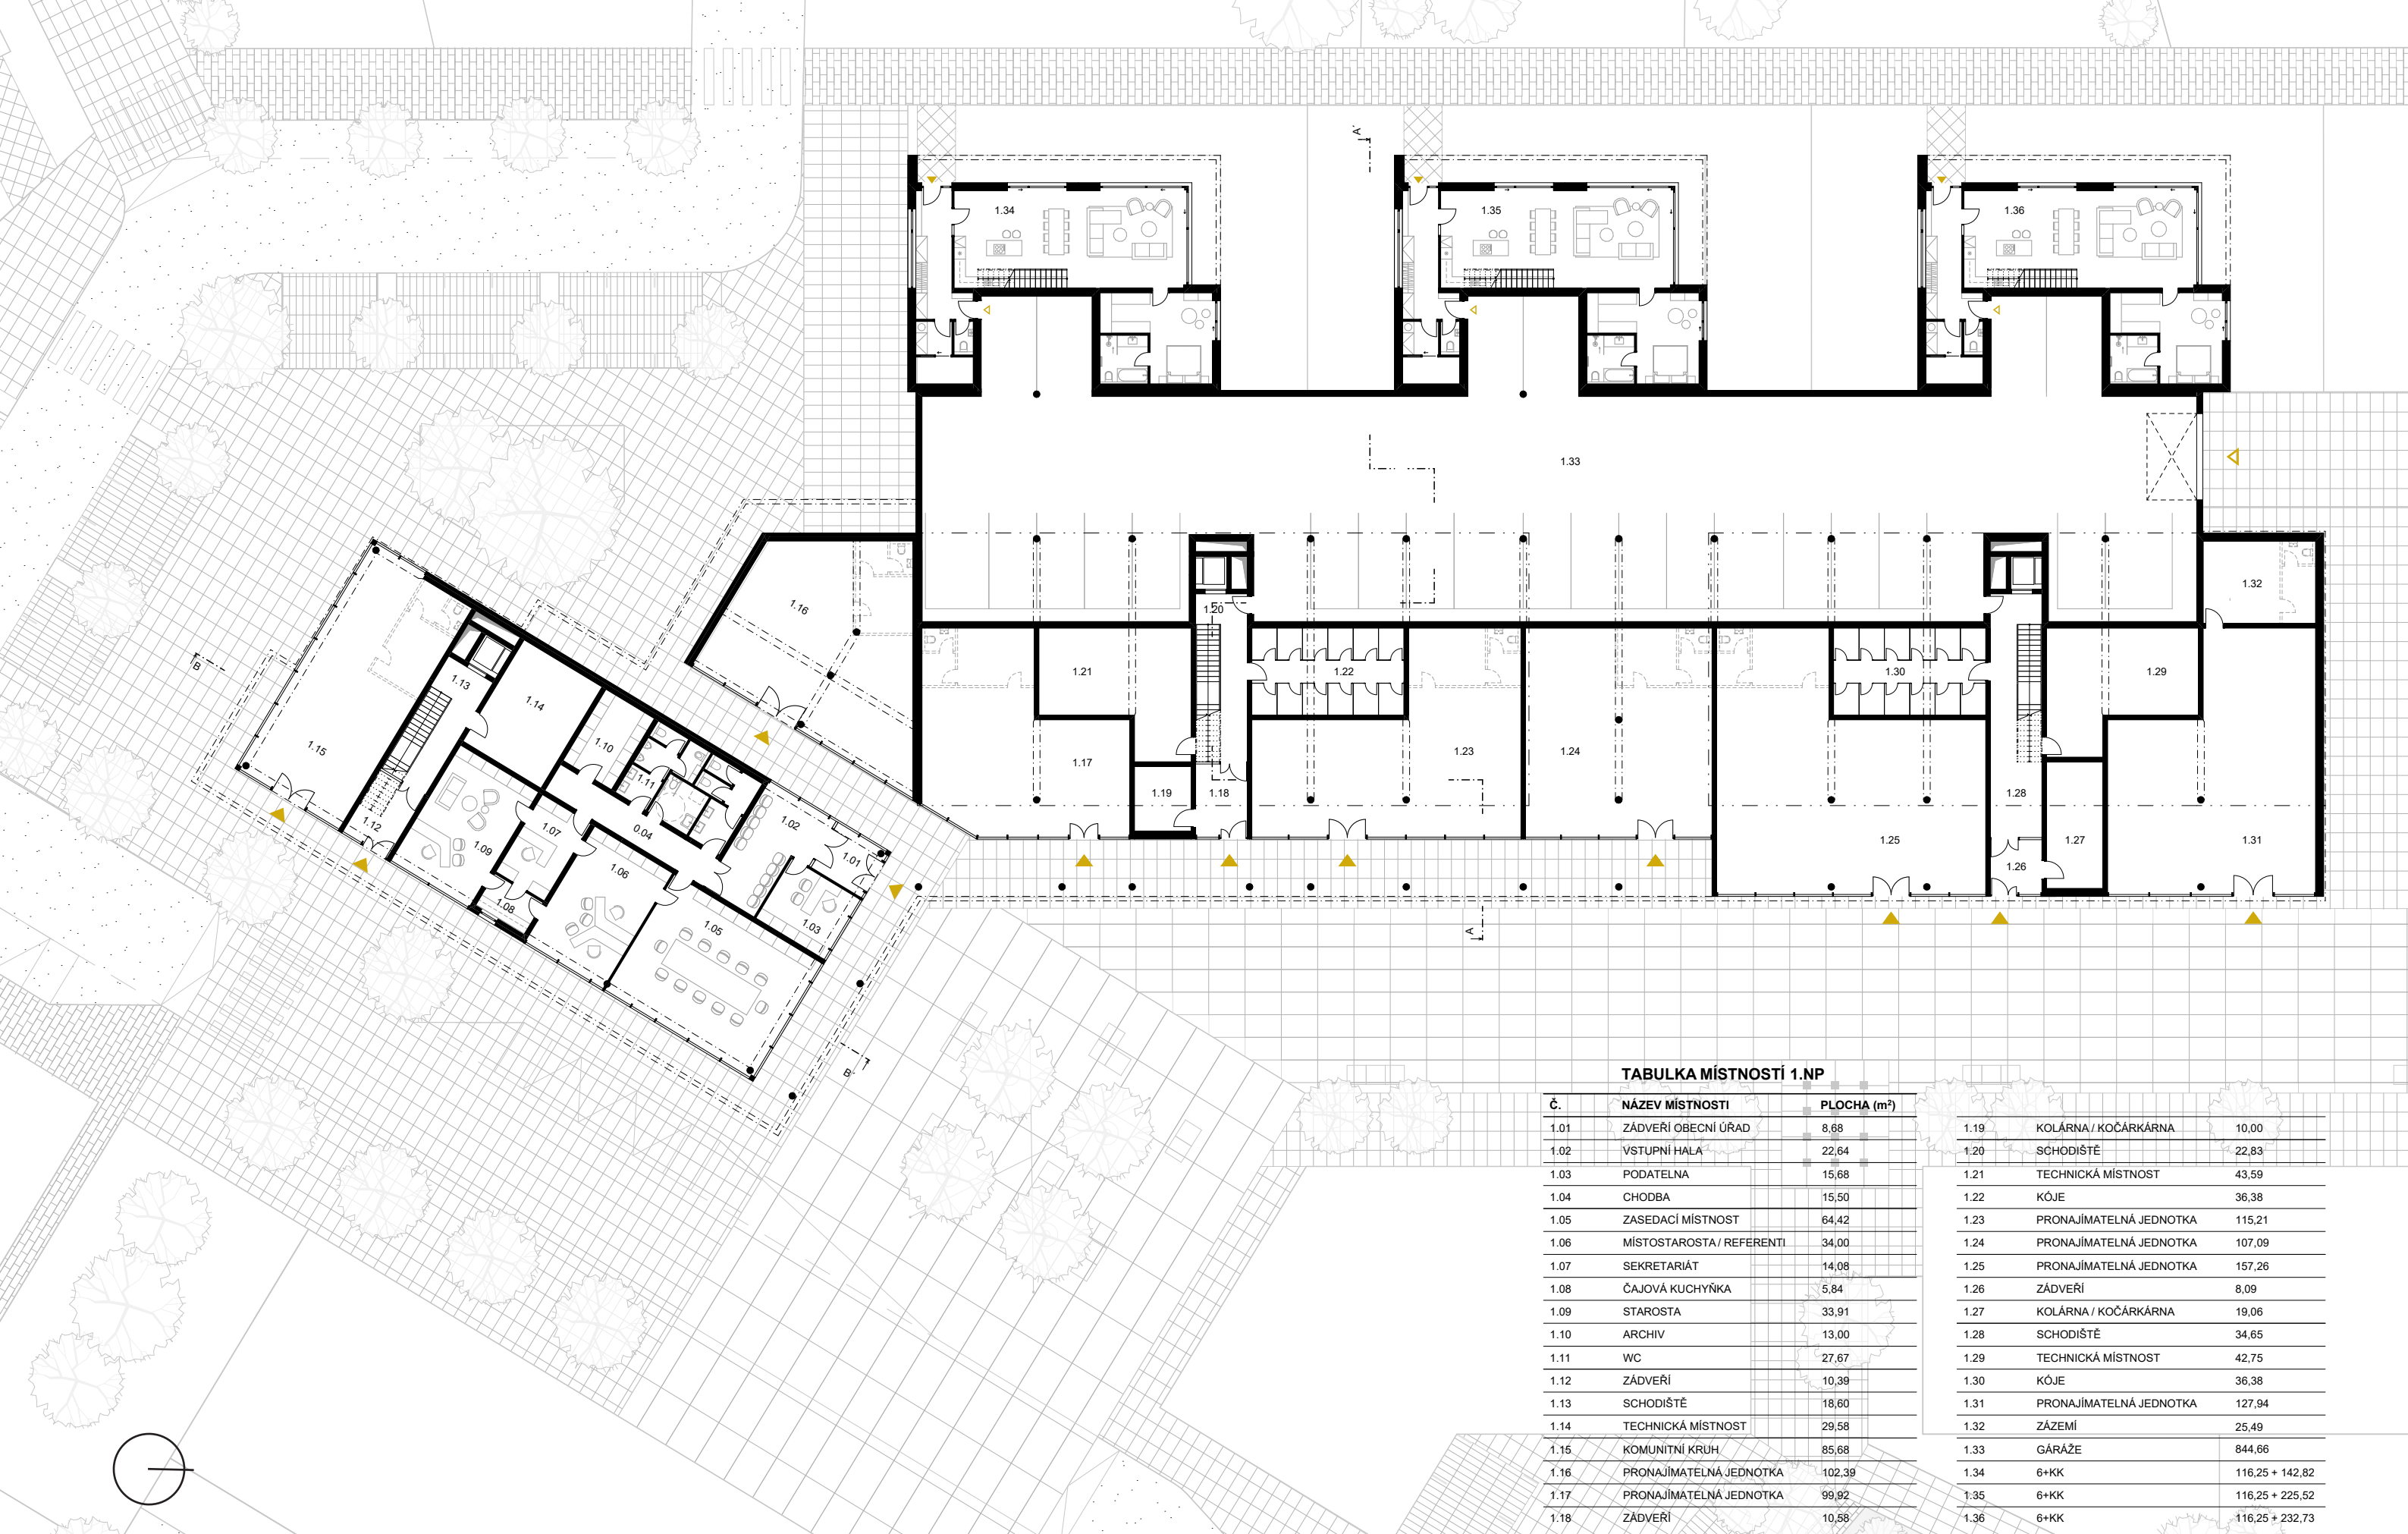 A'
1.34
1.35
1.36
1.33
1.16
1.20
1.32
B
1.13
1.14
1.21
1.22
1.30
1.29
1.15
1.10
1.11
1.17
1.23
1.24
1.19
1.18
1.28
1.12
1.07
0.04
1.02
1.01
1.09
1.06
1.25
1.27
1.31
1.26
1.08
1.05
1.03
A
B'
TABULKA MÍSTNOSTÍ 1.NP
Č. NÁZEV MÍSTNOSTI PLOCHA (m²)
1.01 ZÁDVEŘÍ OBECNÍ ÚŘAD 8,68
1.02 VSTUPNÍ HALA 22,64
1.03 PODATELNA 15,68
1.04 CHODBA 15,50
1.05 ZASEDACÍ MÍSTNOST 64,42
1.06 MÍSTOSTAROSTA / REFERENTI 34,00
1.07 SEKRETARIÁT 14,08
1.08 ČAJOVÁ KUCHYŇKA 5,84
1.09 STAROSTA 33,91
1.10 ARCHIV 13,00
1.11 WC 27,67
1.12 ZÁDVEŘÍ 10,39
1.13 SCHODIŠTĚ 18,60
1.14 TECHNICKÁ MÍSTNOST 29,58
1.15 KOMUNITNÍ KRUH 85,68
1.16 PRONAJÍMATELNÁ JEDNOTKA 102,39
1.17 PRONAJÍMATELNÁ JEDNOTKA 99,92
1.18 ZÁDVEŘÍ 10,58
1.19 KOLÁRNA / KOČÁRKÁRNA 10,00
1.20 SCHODIŠTĚ 22,83
1.21 TECHNICKÁ MÍSTNOST 43,59
1.22 KÓJE 36,38
1.23 PRONAJÍMATELNÁ JEDNOTKA 115,21
1.24 PRONAJÍMATELNÁ JEDNOTKA 107,09
1.25 PRONAJÍMATELNÁ JEDNOTKA 157,26
1.26 ZÁDVEŘÍ 8,09
1.27 KOLÁRNA / KOČÁRKÁRNA 19,06
1.28 SCHODIŠTĚ 34,65
1.29 TECHNICKÁ MÍSTNOST 42,75
1.30 KÓJE 36,38
1.31 PRONAJÍMATELNÁ JEDNOTKA 127,94
1.32 ZÁZEMÍ 25,49
1.33 GARÁŽE 844,66
1.34 6+KK 116,25 + 142,82
1.35 6+KK 116,25 + 225,52
1.36 6+KK 116,25 + 232,73